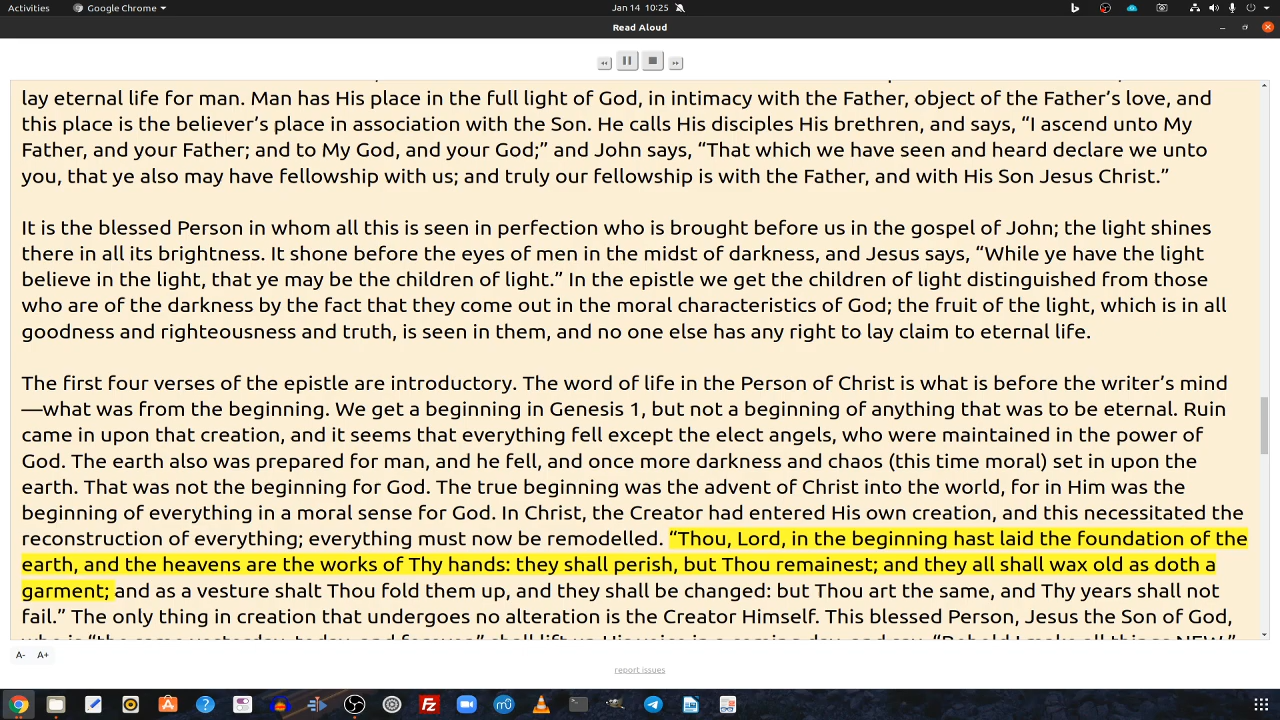 Activities
Google Chrome
Jan 14 10:25
Read Aloud
lay eternal life for man. Man has His place in the full light of God, in intimacy with the Father, object of the Father’s love, and
this place is the believer’s place in association with the Son. He calls His disciples His brethren, and says, “I ascend unto My
Father, and your Father; and to My God, and your God;” and John says, “That which we have seen and heard declare we unto
you, that ye also may have fellowship with us; and truly our fellowship is with the Father, and with His Son Jesus Christ.”
It is the blessed Person in whom all this is seen in perfection who is brought before us in the gospel of John; the light shines
there in all its brightness. It shone before the eyes of men in the midst of darkness, and Jesus says, “While ye have the light
believe in the light, that ye may be the children of light.” In the epistle we get the children of light distinguished from those
who are of the darkness by the fact that they come out in the moral characteristics of God; the fruit of the light, which is in all
goodness and righteousness and truth, is seen in them, and no one else has any right to lay claim to eternal life.
The first four verses of the epistle are introductory. The word of life in the Person of Christ is what is before the writer’s mind
—what was from the beginning. We get a beginning in Genesis 1, but not a beginning of anything that was to be eternal. Ruin
came in upon that creation, and it seems that everything fell except the elect angels, who were maintained in the power of
God. The earth also was prepared for man, and he fell, and once more darkness and chaos (this time moral) set in upon the
earth. That was not the beginning for God. The true beginning was the advent of Christ into the world, for in Him was the
beginning of everything in a moral sense for God. In Christ, the Creator had entered His own creation, and this necessitated the
reconstruction of everything; everything must now be remodelled. “Thou, Lord, in the beginning hast laid the foundation of the
earth, and the heavens are the works of Thy hands: they shall perish, but Thou remainest; and they all shall wax old as doth a
garment; and as a vesture shalt Thou fold them up, and they shall be changed: but Thou art the same, and Thy years shall not
fail.” The only thing in creation that undergoes no alteration is the Creator Himself. This blessed Person, Jesus the Son of God,
who is “the same yesterday, today, and forever,” shall lift up His voice in a coming day, and say, “Behold I make all things NEW.”
A- A+
report issues